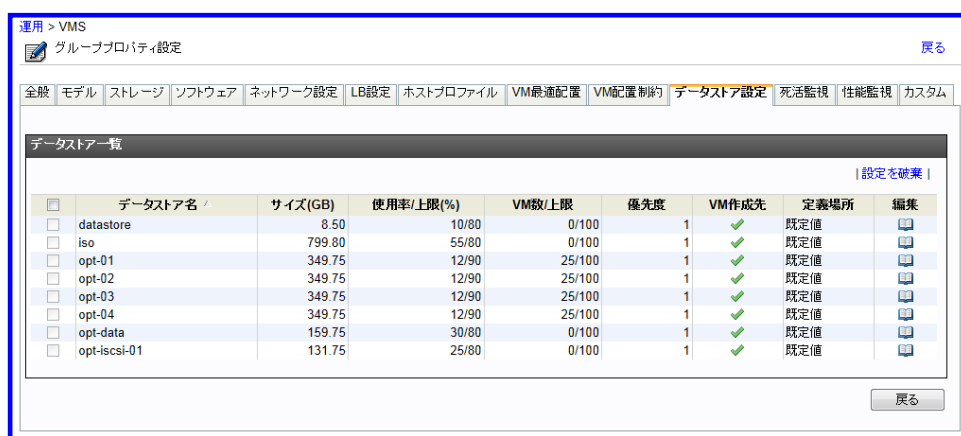 運用 > VMS
グループプロパティ設定 戻る
全般 モデル ストレージ ソフトウェア ネットワーク設定 LB設定 ホストプロファイル VM最適配置 VM配置制約 データストア設定 死活監視 性能監視 カスタム
データストア一覧
|設定を破棄|
データストア名 サイズ(GB) 使用率/上限(%) VM数/上限 優先度 VM作成先 定義場所 編集
datastore 8.50 10/80 0/100 1 既定値
iso 799.80 55/80 0/100 1 既定値
opt-01 349.75 12/90 25/100 1 既定値
opt-02 349.75 12/90 25/100 1 既定値
opt-03 349.75 12/90 25/100 1 既定値
opt-04 349.75 12/90 25/100 1 既定値
opt-data 159.75 30/80 0/100 1 既定値
opt-iscsi-01 131.75 25/80 0/100 1 既定値
戻る